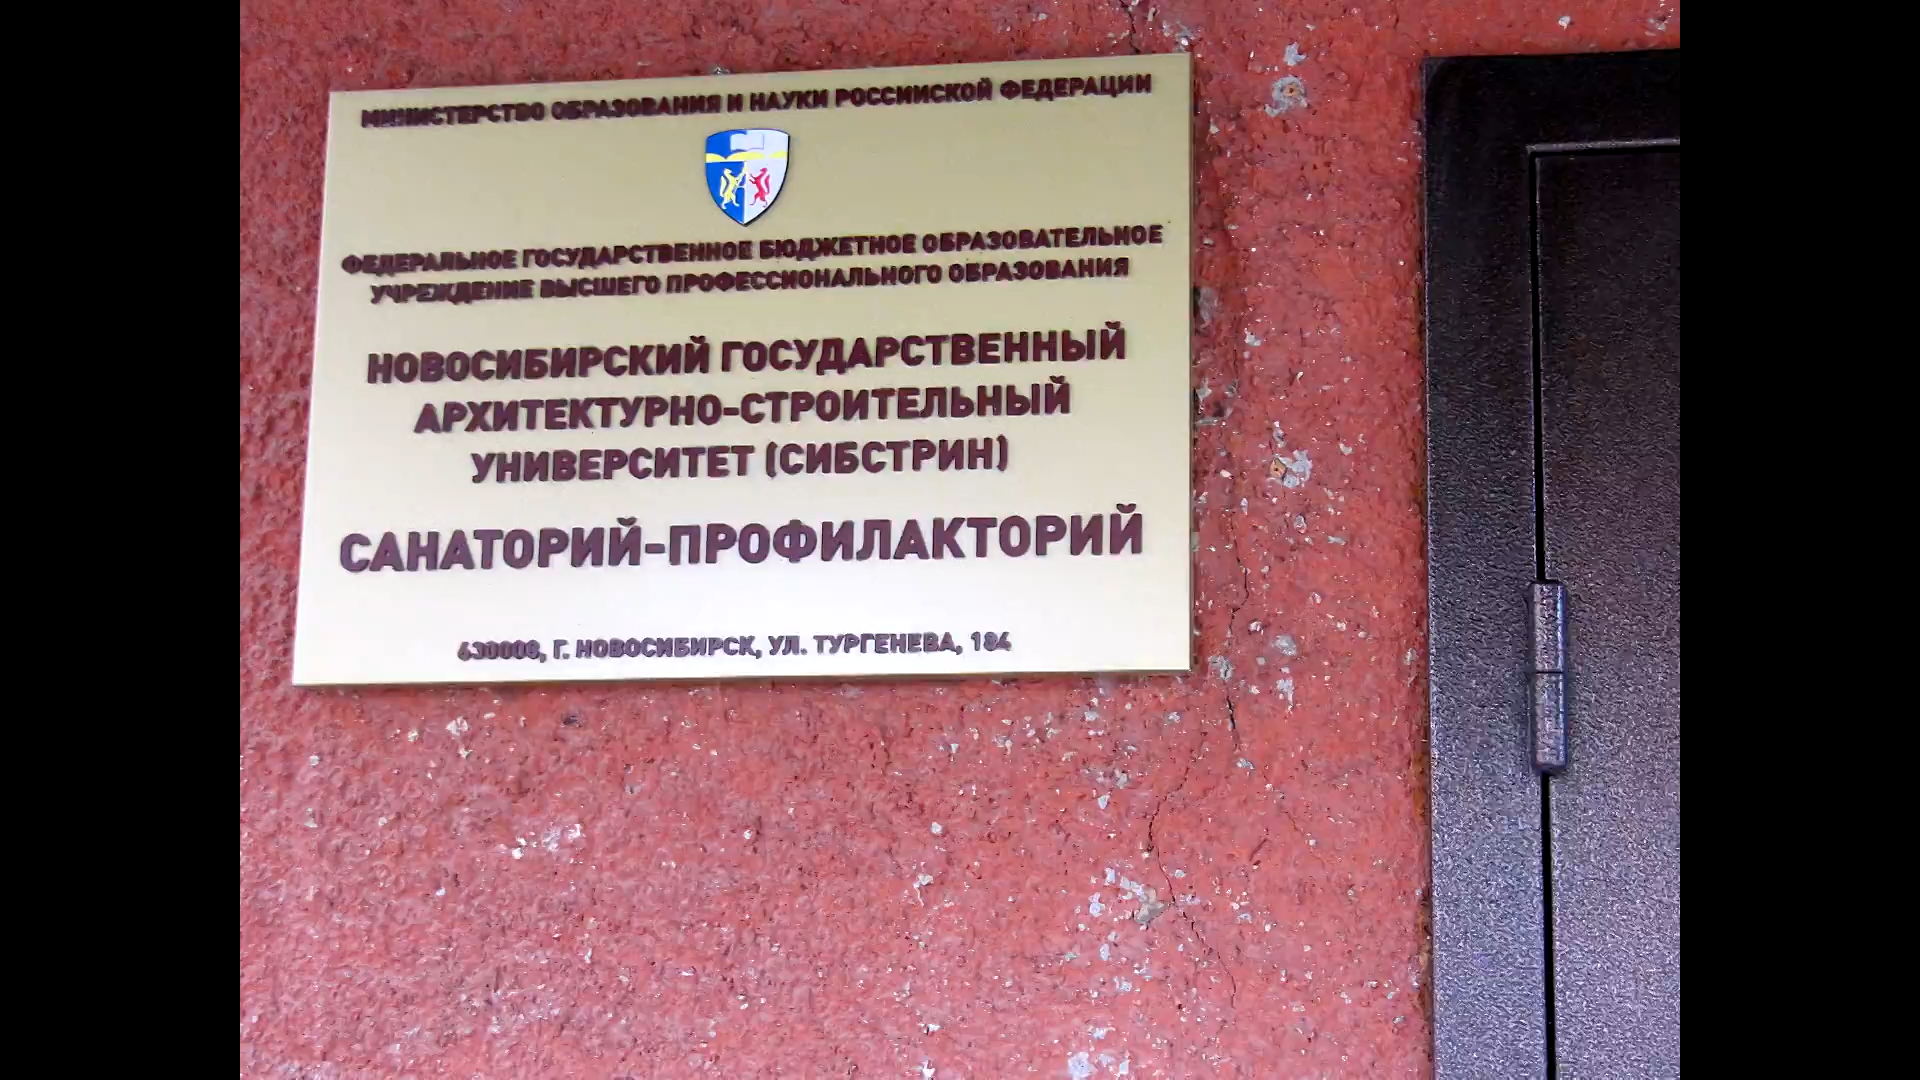 МИНИСТЕРСТВО ОБРАЗОВАНИЯ И НАУКИ РОССИЙСКОЙ ФЕДЕРАЦИИ
ФЕДЕРАЛЬНОЕ ГОСУДАРСТВЕННОЕ БЮДЖЕТНОЕ ОБРАЗОВАТЕЛЬНОЕ
УЧРЕЖДЕНИЕ ВЫСШЕГО ПРОФЕССИОНАЛЬНОГО ОБРАЗОВАНИЯ
НОВОСИБИРСКИЙ ГОСУДАРСТВЕННЫЙ
АРХИТЕКТУРНО-СТРОИТЕЛЬНЫЙ
УНИВЕРСИТЕТ (СИБСТРИН)
САНАТОРИЙ-ПРОФИЛАКТОРИЙ
630008, Г. НОВОСИБИРСК, УЛ. ТУРГЕНЕВА, 184